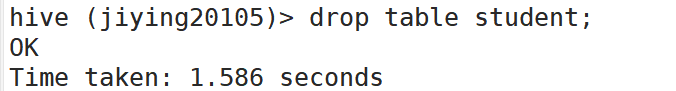 hive (jiying20105)> drop table student;
OK
Time taken: 1.586 seconds